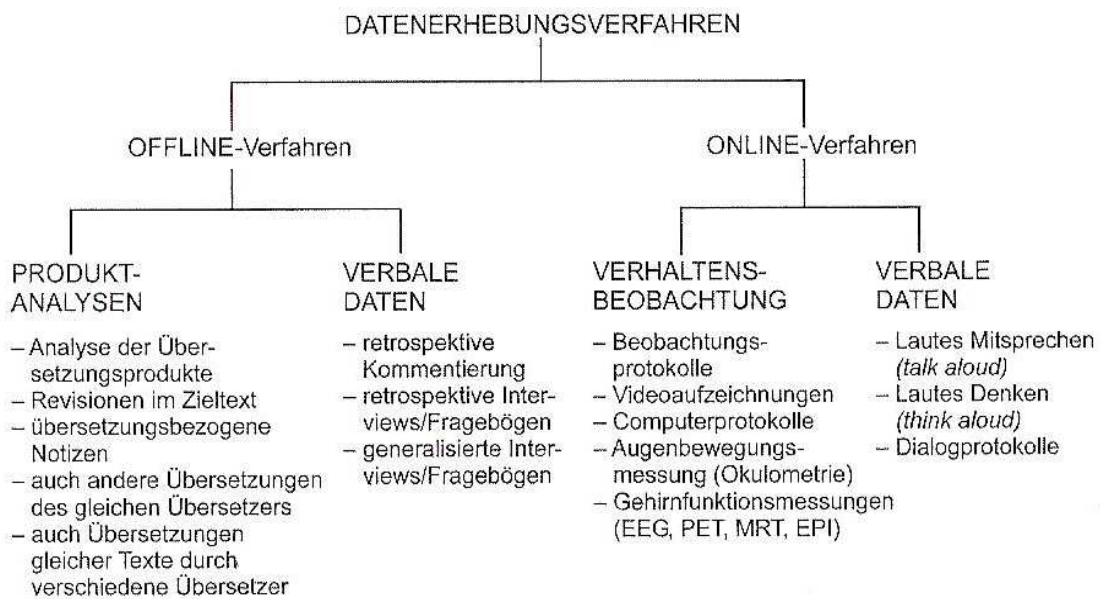 DATENERHEBUNGSVERFAHREN
OFFLINE-Verfahren
ONLINE-Verfahren
PRODUKT-
ANALYSEN
– Analyse der Über-
setzungsprodukte
– Revisionen im Zieltext
– übersetzungsbezogene
Notizen
– auch andere Übersetzungen
des gleichen Übersetzers
– auch Übersetzungen
gleicher Texte durch
verschiedene Übersetzer
VERBALE
DATEN
– retrospektive
Kommentierung
– retrospektive Inter-
views/Fragebögen
– generalisierte Inter-
views/Fragebögen
VERHALTENS-
BEOBACHTUNG
– Beobachtungs-
protokolle
– Videoaufzeichnungen
– Computerprotokolle
– Augenbewegungs-
messung (Okulometrie)
– Gehirnfunktionsmessungen
(EEG, PET, MRT, EPI)
VERBALE
DATEN
– Lautes Mitsprechen
(talk aloud)
– Lautes Denken
(think aloud)
– Dialogprotokolle